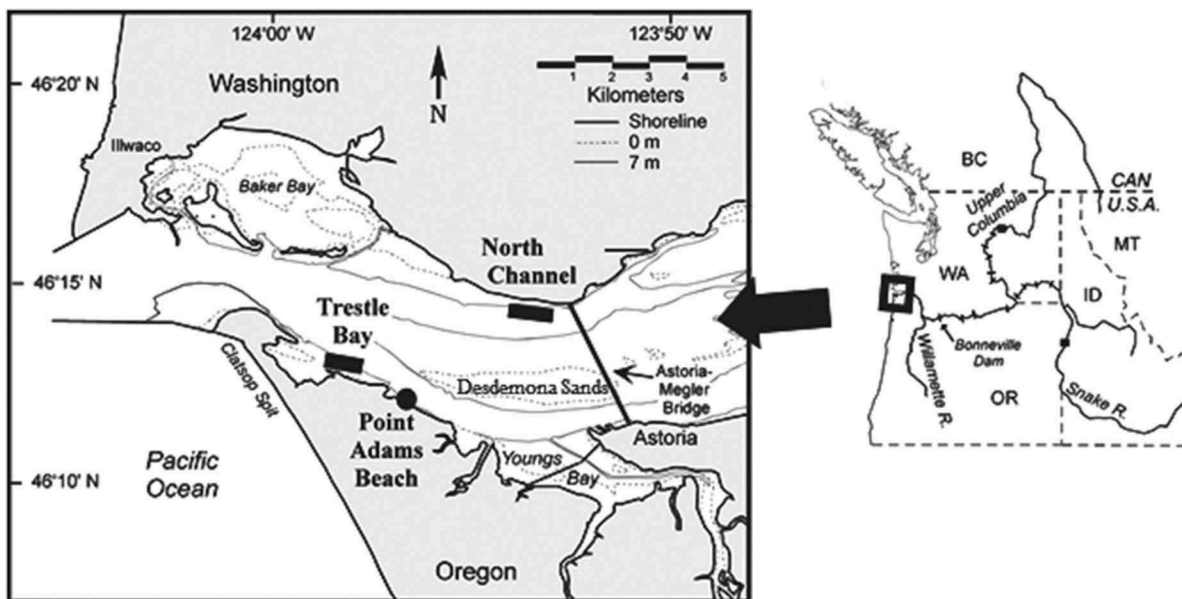 124°00' W
123°50' W
46°20' N
46°15' N
46°10' N
Washington
N
1 2 3 4 5
Kilometers
Shoreline
0 m
7 m
Illwaco
Baker Bay
North
Channel
Trestle
Bay
Clatsop Spit
Desdemona Sands
Astoria-
Megler
Bridge
Point
Adams
Beach
Astoria
Youngs
Bay
Pacific
Ocean
Oregon
BC
CAN
U.S.A.
Upper
Columbia
MT
WA
ID
Bonneville
Dam
Willamette R.
OR
Snake R.